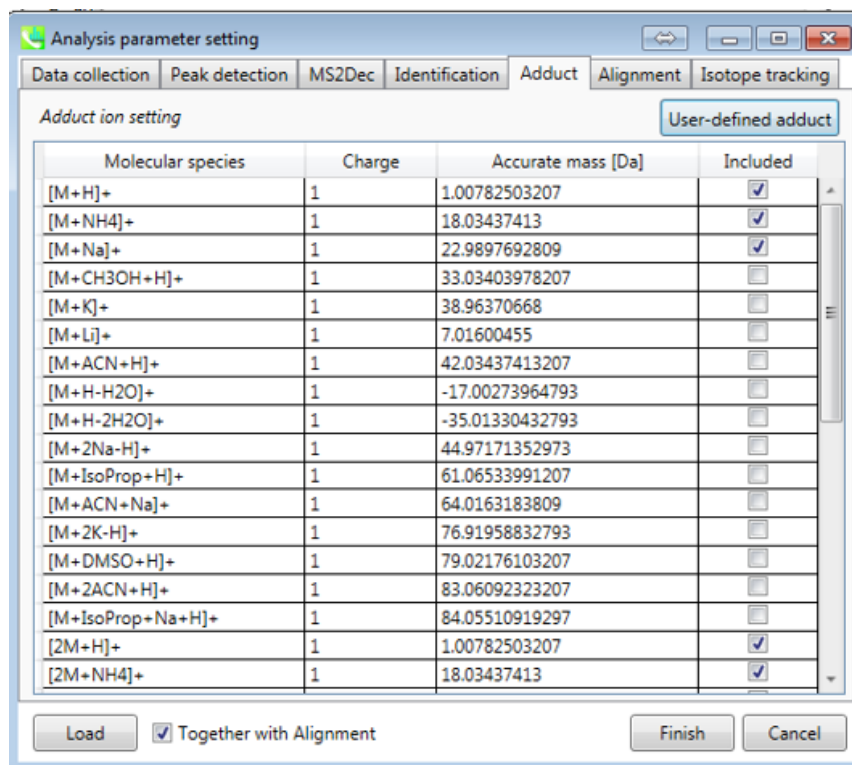 Analysis parameter setting
Data collection Peak detection MS2Dec Identification Adduct Alignment Isotope tracking
Adduct ion setting User-defined adduct
Molecular species Charge Accurate mass [Da] Included
[M+H]+ 1 1.00782503207
[M+NH4]+ 1 18.03437413
[M+Na]+ 1 22.9897692809
[M+CH3OH+H]+ 1 33.03403978207
[M+K]+ 1 38.96370668
[M+Li]+ 1 7.01600455
[M+ACN+H]+ 1 42.03437413207
[M+H-H2O]+ 1 -17.00273964793
[M+H-2H2O]+ 1 -35.01330432793
[M+2Na-H]+ 1 44.97171352973
[M+IsoProp+H]+ 1 61.06533991207
[M+ACN+Na]+ 1 64.0163183809
[M+2K-H]+ 1 76.91958832793
[M+DMSO+H]+ 1 79.02176103207
[M+2ACN+H]+ 1 83.06092323207
[M+IsoProp+Na+H]+ 1 84.05510919297
[2M+H]+ 1 1.00782503207
[2M+NH4]+ 1 18.03437413
Load Together with Alignment Finish Cancel